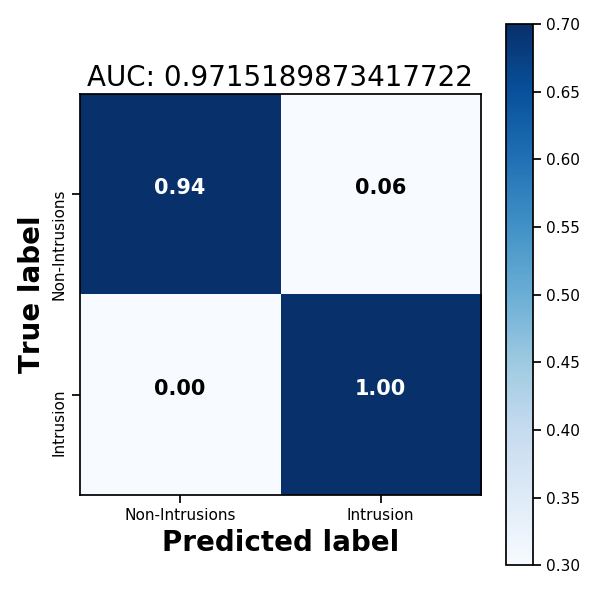 AUC: 0.9715189873417722
True label
Non-Intrusions
Intrusion
0.94
0.06
0.00
1.00
Non-Intrusions
Intrusion
Predicted label
0.70
0.65
0.60
0.55
0.50
0.45
0.40
0.35
0.30